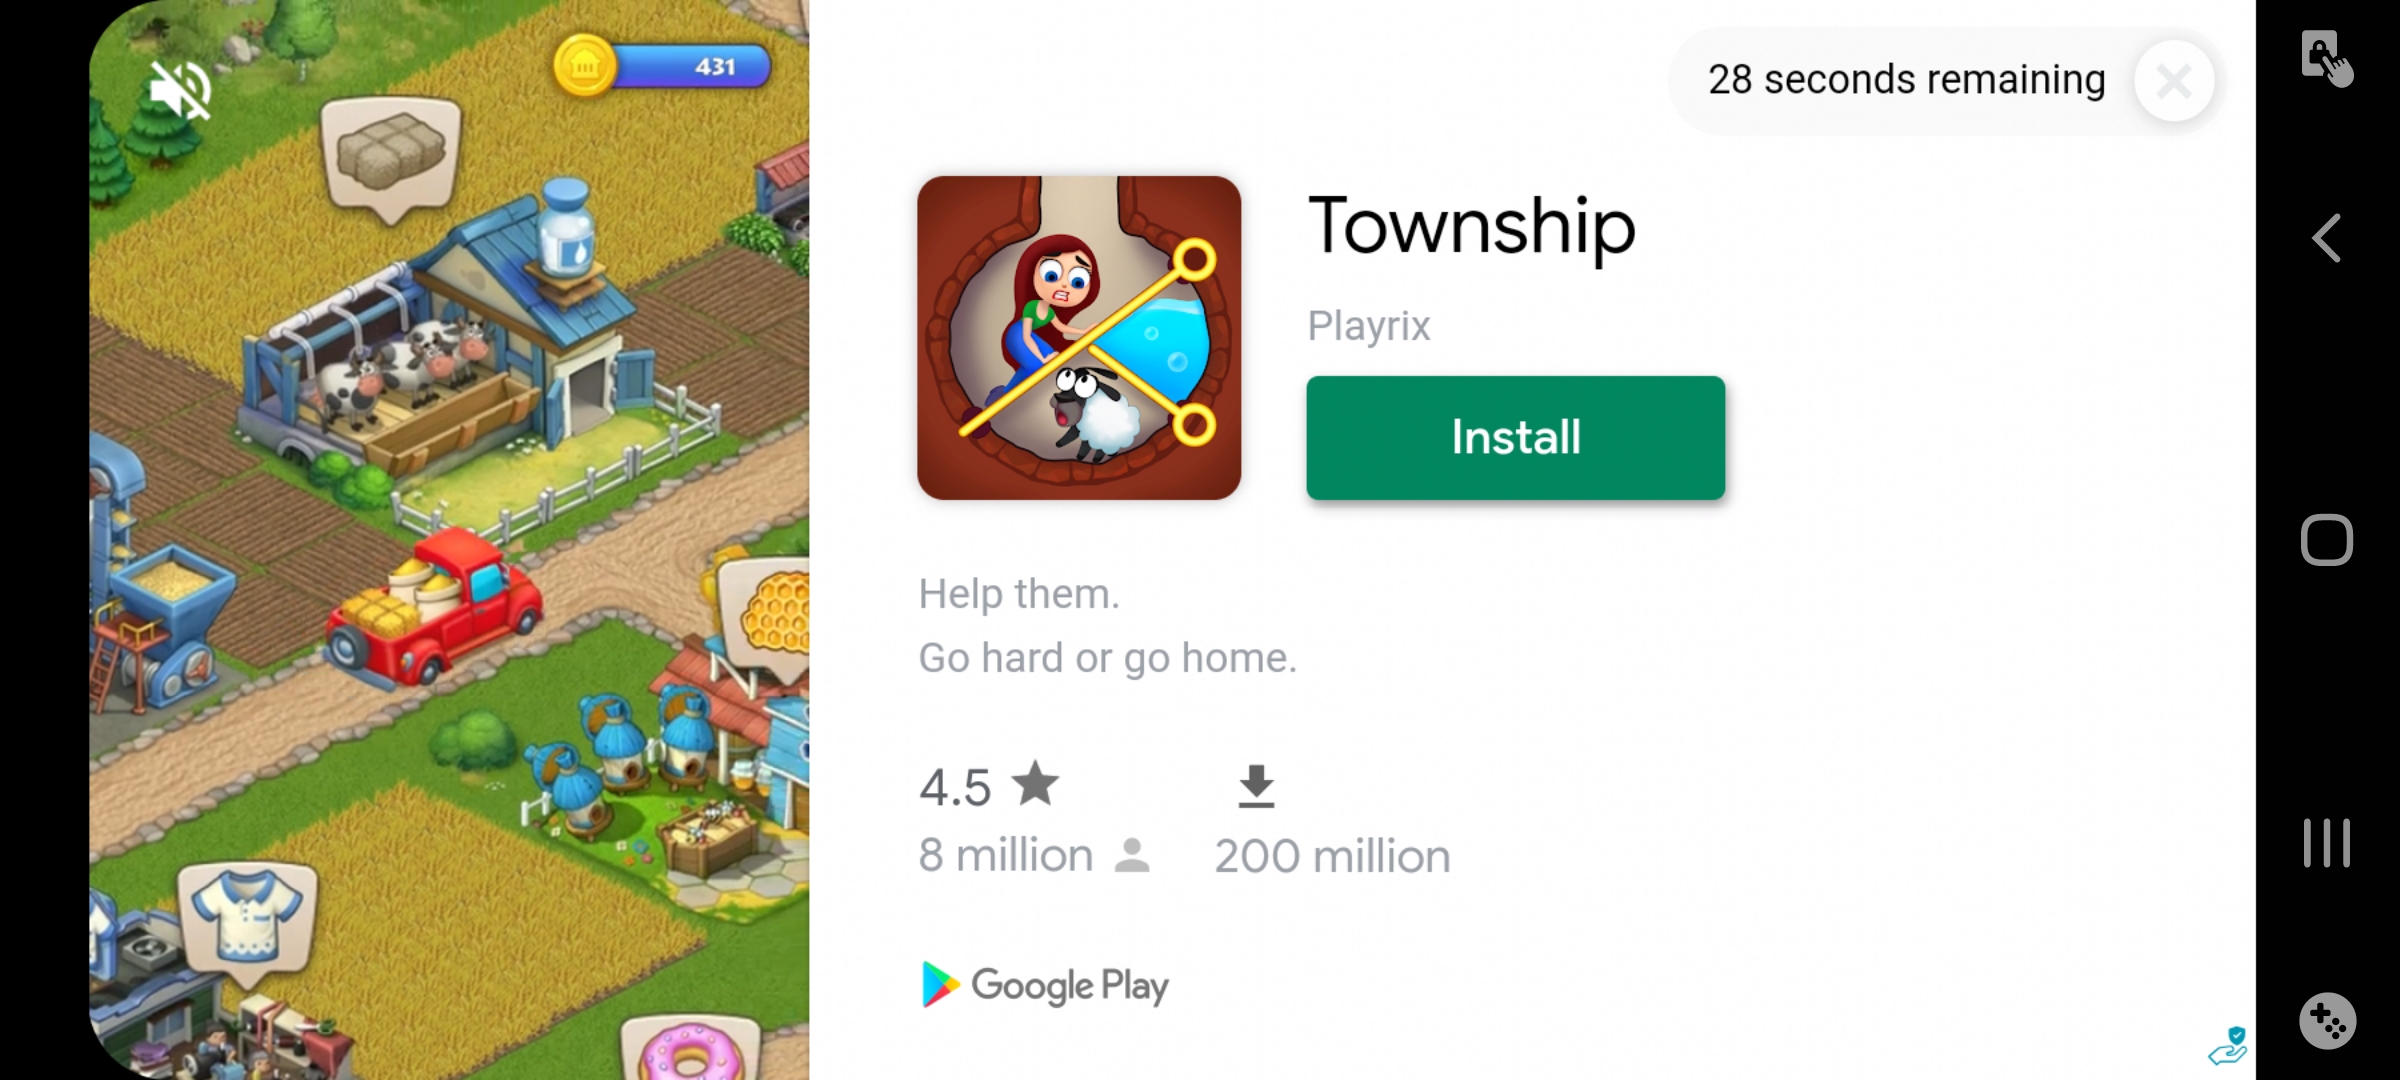 431
28 seconds remaining
Township
Playrix
Install
Help them.
Go hard or go home.
4.5
8 million
200 million
Google Play